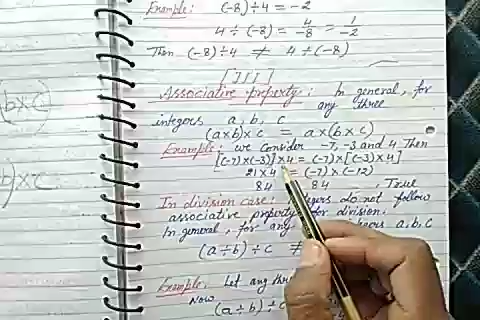 Example: (-8) ÷ 4 = -2
4 ÷ (-8) = 4/-8 = 1/-2
Then (-8) ÷ 4 ≠ 4 ÷ (-8)
[III]
Associative property: In general, for
any three
integers a, b, c
(a×b)×c = a×(b×c)
Example: we consider -7, -3 and 4 Then
[(-7)×(-3)]×4 = (-7)×[(-3)×4]
21×4 = (-7)×(-12)
84 84 , True
In division case: do not follow
associative property for division.
In general, for any integers a, b, c
(a÷b)÷c ≠
Example: Let any
Now
(a÷b)÷
b×c)
)×c